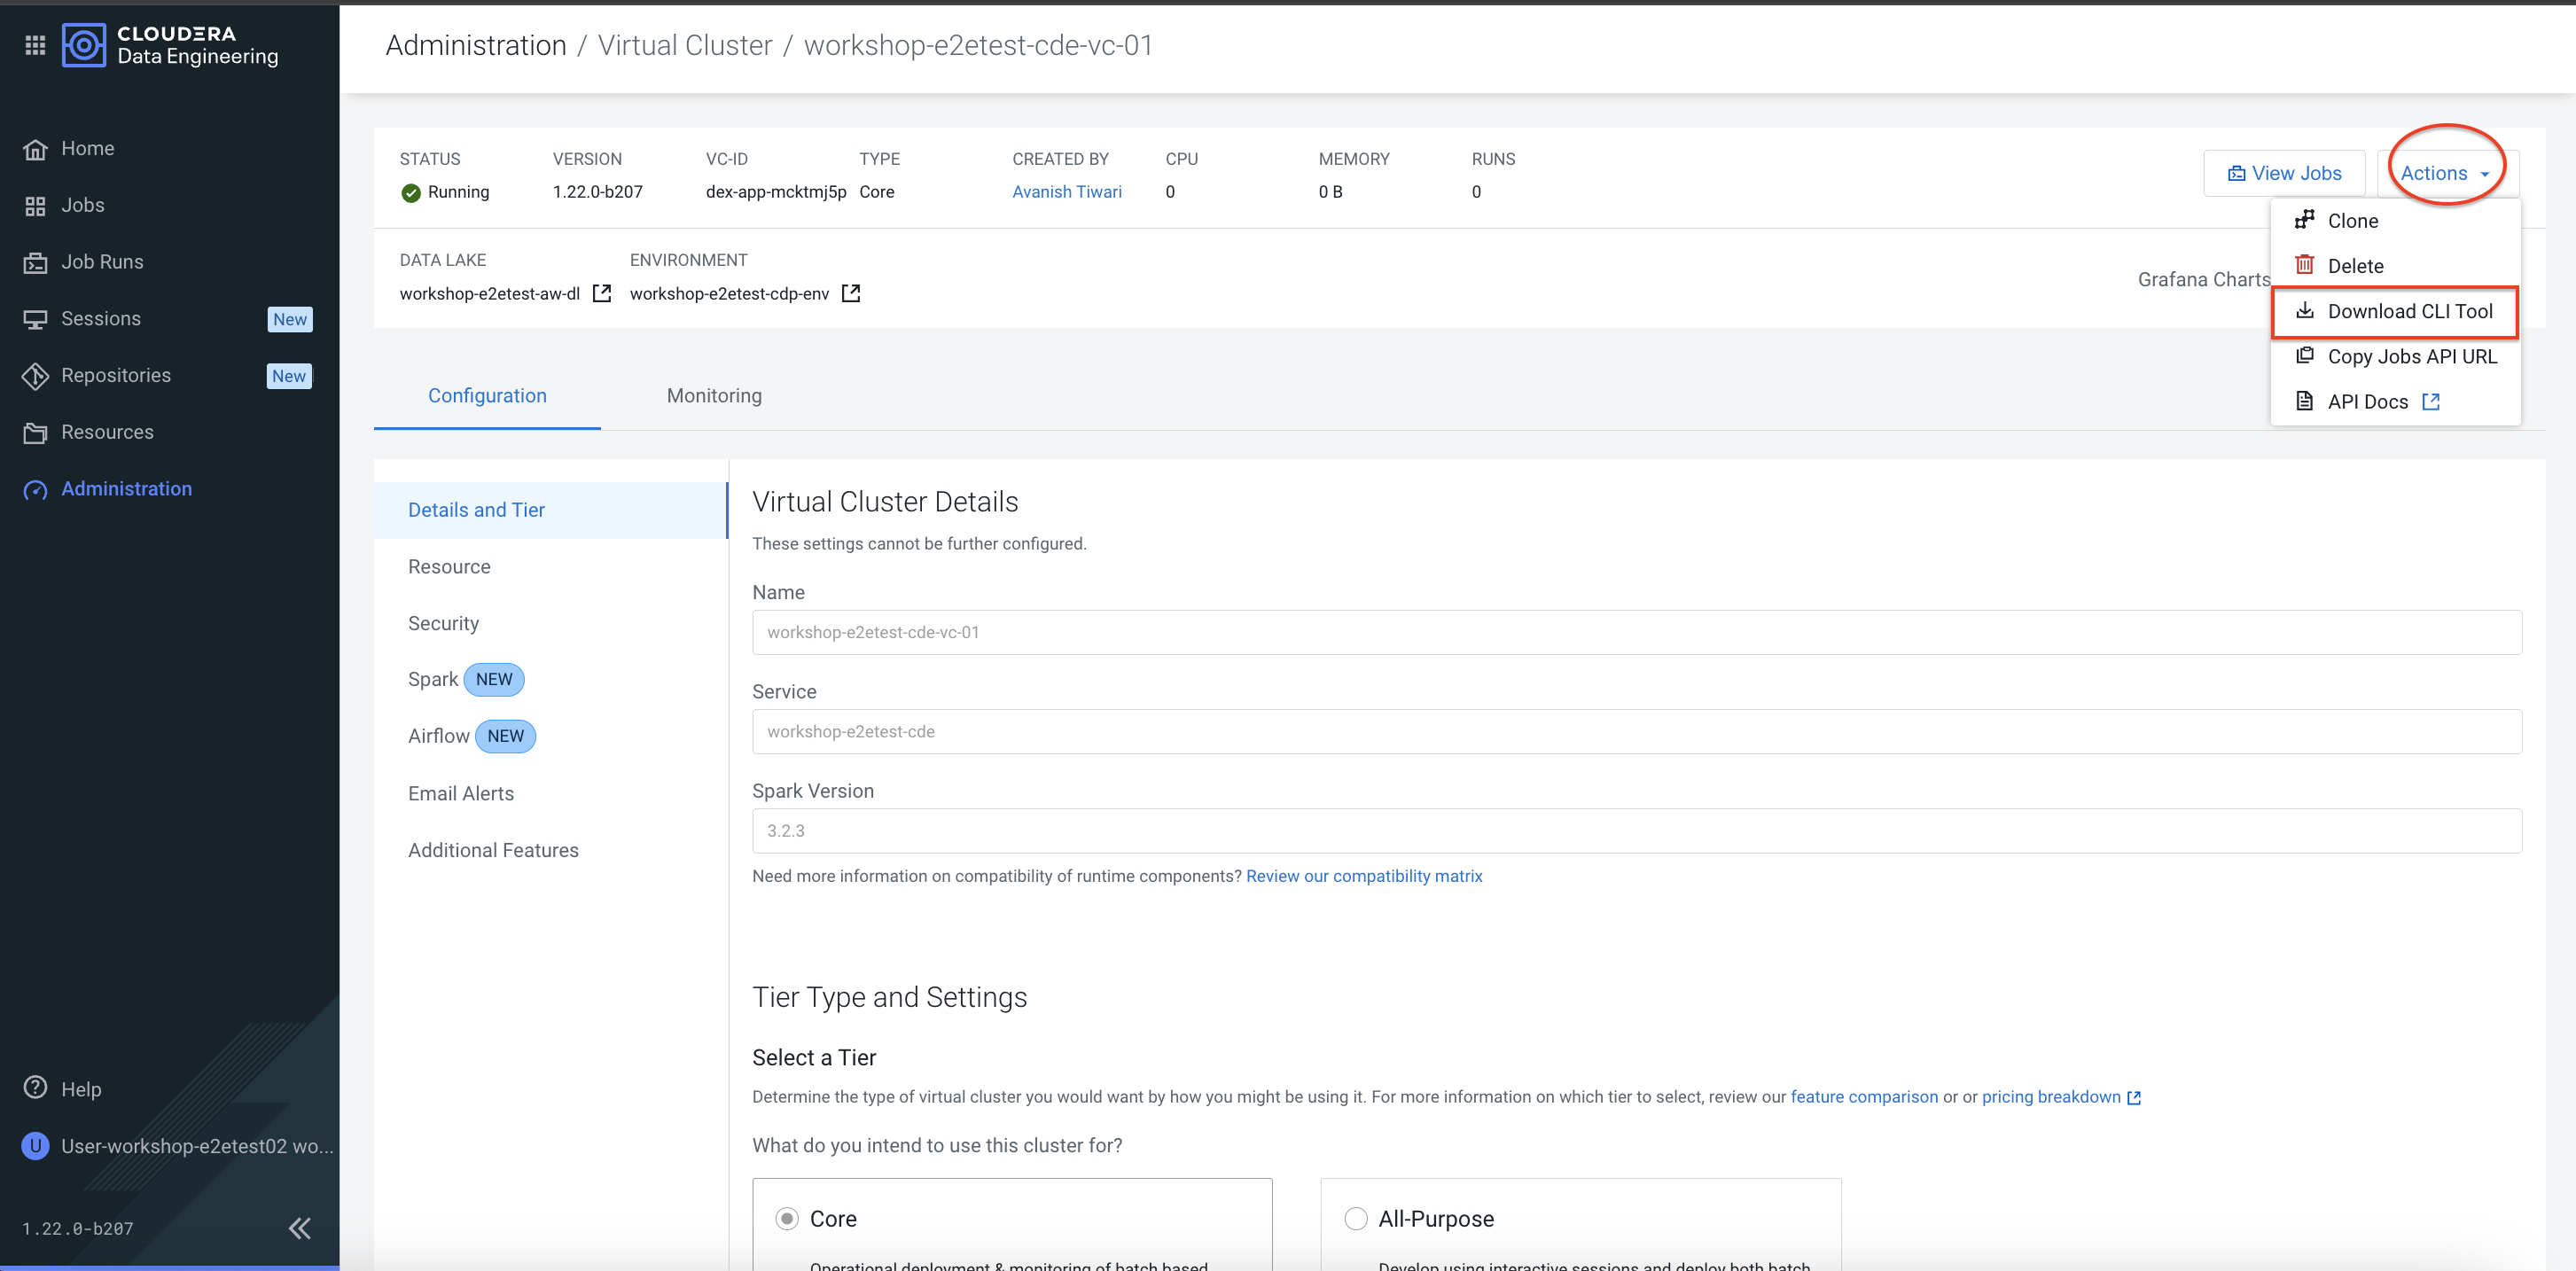 CLOUDERA
Data Engineering
Administration / Virtual Cluster / workshop-e2etest-cde-vc-01
Home
Jobs
Job Runs
Sessions New
Repositories New
Resources
Administration
Help
U User-workshop-e2etest02 wo...
1.22.0-b207
STATUS VERSION VC-ID TYPE CREATED BY CPU MEMORY RUNS
Running 1.22.0-b207 dex-app-mcktmj5p Core Avanish Tiwari 0 0 B 0
View Jobs
Actions
Clone
Delete
Download CLI Tool
Copy Jobs API URL
API Docs
DATA LAKE ENVIRONMENT
workshop-e2etest-aw-dl workshop-e2etest-cdp-env
Grafana Charts
Configuration Monitoring
Details and Tier
Resource
Security
Spark NEW
Airflow NEW
Email Alerts
Additional Features
Virtual Cluster Details
These settings cannot be further configured.
Name
workshop-e2etest-cde-vc-01
Service
workshop-e2etest-cde
Spark Version
3.2.3
Need more information on compatibility of runtime components? Review our compatibility matrix
Tier Type and Settings
Select a Tier
Determine the type of virtual cluster you would want by how you might be using it. For more information on which tier to select, review our feature comparison or or pricing breakdown
What do you intend to use this cluster for?
Core
Operational deployment & monitoring of batch based
All-Purpose
Develop using interactive sessions and deploy both batch